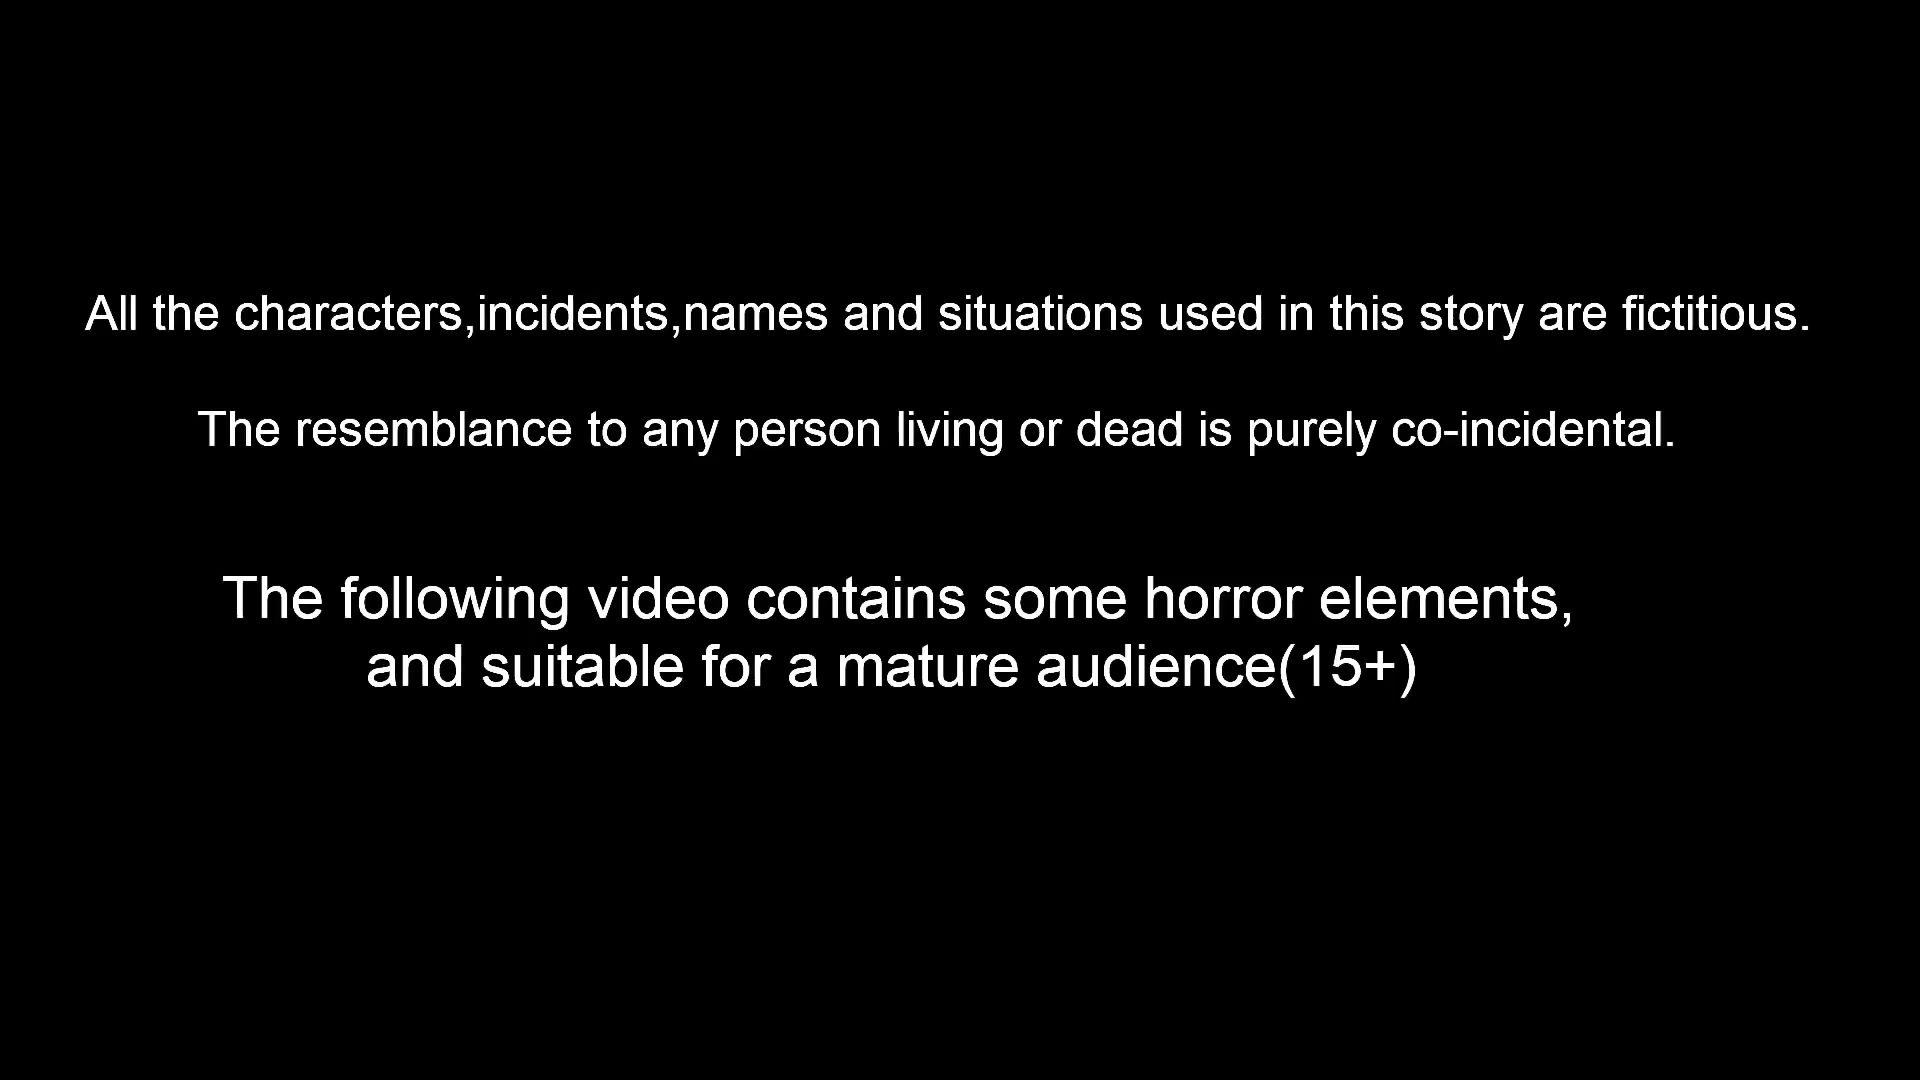 All the characters,incidents,names and situations used in this story are fictitious.
The resemblance to any person living or dead is purely co-incidental.
The following video contains some horror elements,
and suitable for a mature audience(15+)